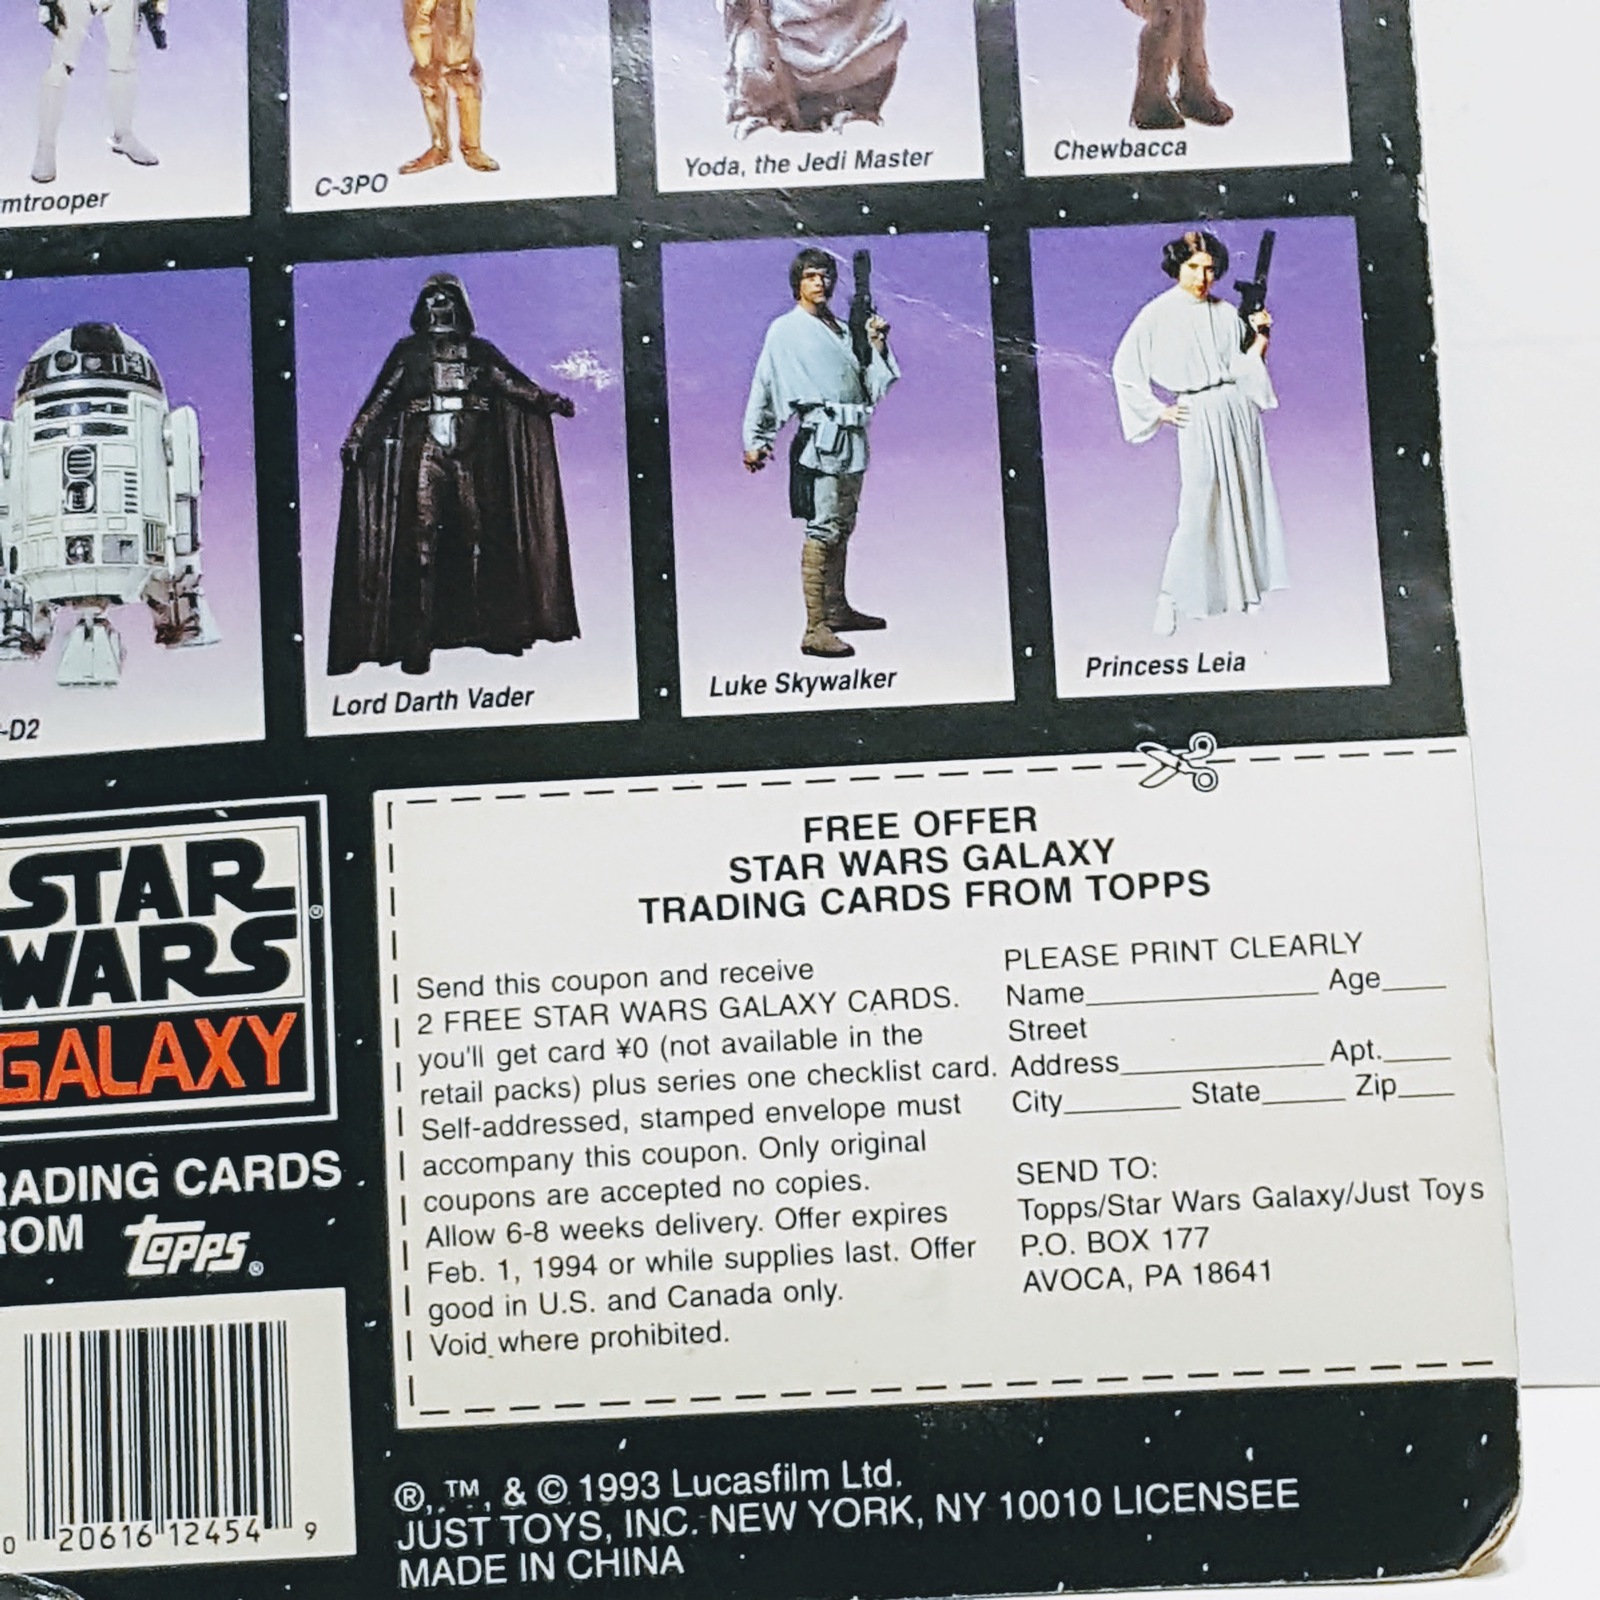 mtrooper
C-3PO
Yoda, the Jedi Master
Chewbacca
-D2
Lord Darth Vader
Luke Skywalker
Princess Leia
STAR
WARS®
GALAXY
RADING CARDS
ROM TOPPS®
0 20616 12454 9
FREE OFFER
STAR WARS GALAXY
TRADING CARDS FROM TOPPS
Send this coupon and receive
2 FREE STAR WARS GALAXY CARDS.
you'll get card ¥0 (not available in the
retail packs) plus series one checklist card.
Self-addressed, stamped envelope must
accompany this coupon. Only original
coupons are accepted no copies.
Allow 6-8 weeks delivery. Offer expires
Feb. 1, 1994 or while supplies last. Offer
good in U.S. and Canada only.
Void where prohibited.
PLEASE PRINT CLEARLY
Name Age
Street
Address Apt.
City State Zip
SEND TO:
Topps/Star Wars Galaxy/Just Toys
P.O. BOX 177
AVOCA, PA 18641
®, ™, & © 1993 Lucasfilm Ltd.
JUST TOYS, INC. NEW YORK, NY 10010 LICENSEE
MADE IN CHINA